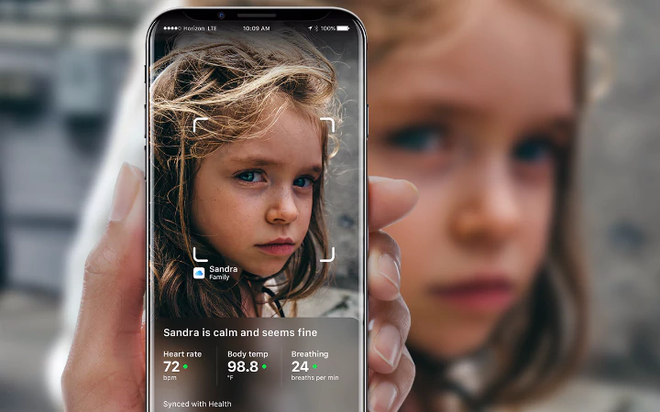 Horizon LTE 10:09 AM 100%
Sandra
Family
Sandra is calm and seems fine
Heart rate Body temp Breathing
72 98.8 24
bpm °F breaths per min
Synced with Health